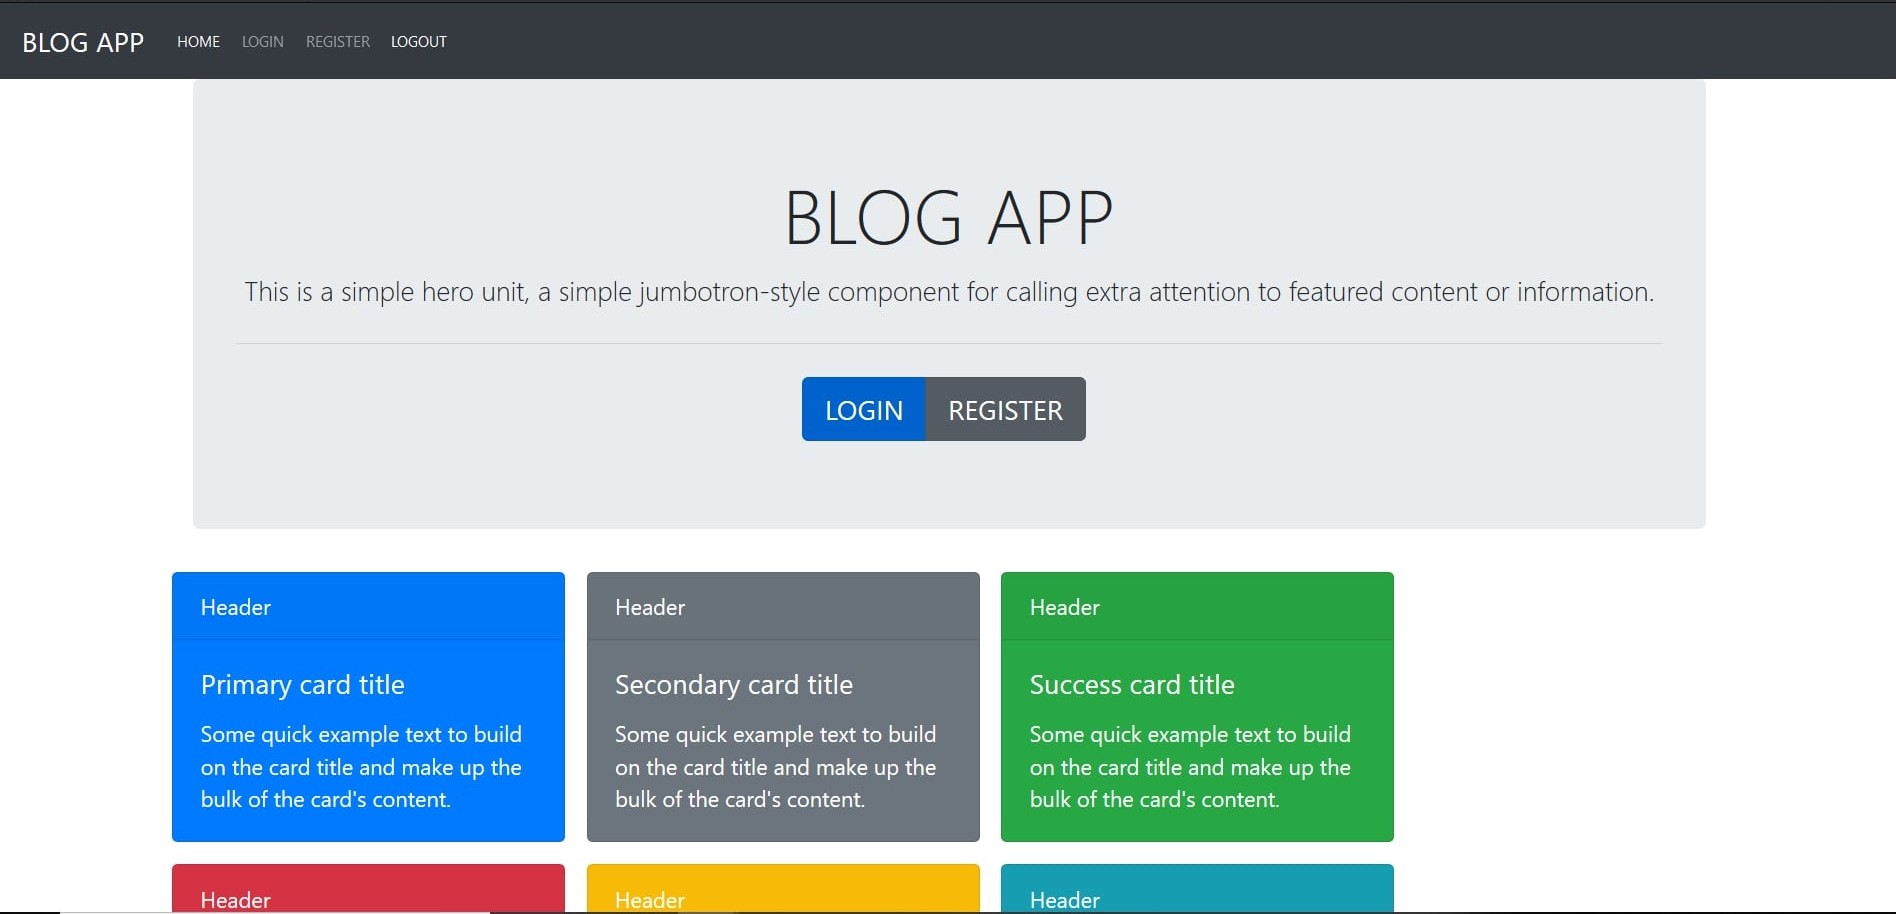 BLOG APP HOME LOGIN REGISTER LOGOUT
BLOG APP
This is a simple hero unit, a simple jumbotron-style component for calling extra attention to featured content or information.
LOGIN REGISTER
Header
Primary card title
Some quick example text to build
on the card title and make up the
bulk of the card's content.
Header
Secondary card title
Some quick example text to build
on the card title and make up the
bulk of the card's content.
Header
Success card title
Some quick example text to build
on the card title and make up the
bulk of the card's content.
Header
Header
Header